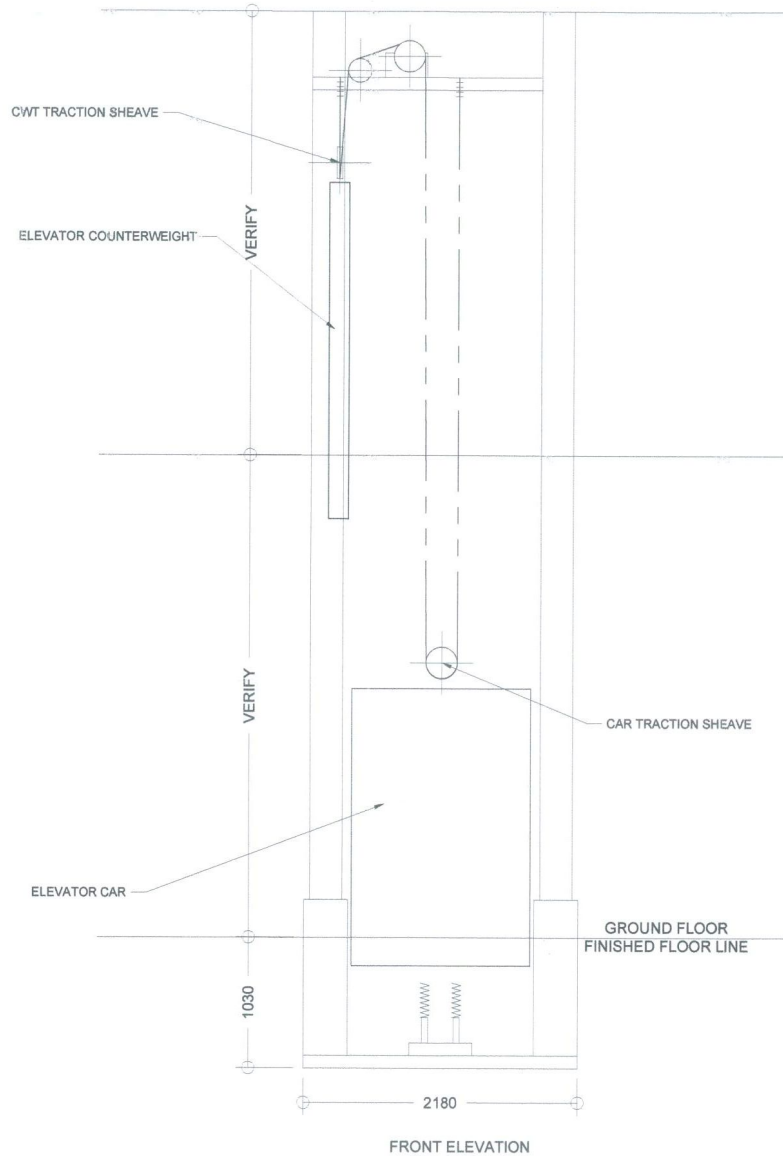 CWT TRACTION SHEAVE
VERIFY
ELEVATOR COUNTERWEIGHT
VERIFY
CAR TRACTION SHEAVE
ELEVATOR CAR
GROUND FLOOR
FINISHED FLOOR LINE
1030
2180
FRONT ELEVATION